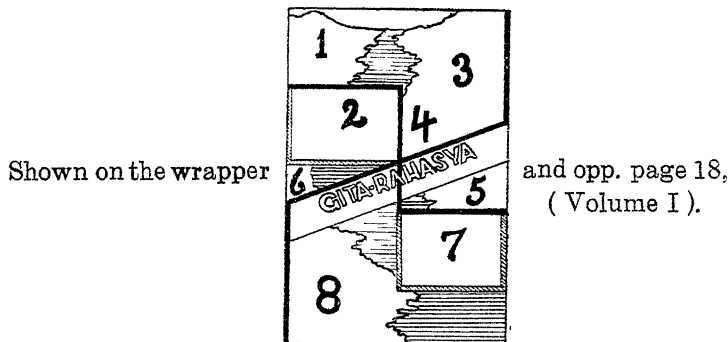 1
3
2
4
Shown on the wrapper
6
GITA-RAHASYA
5
and opp. page 18,
( Volume I ).
7
8